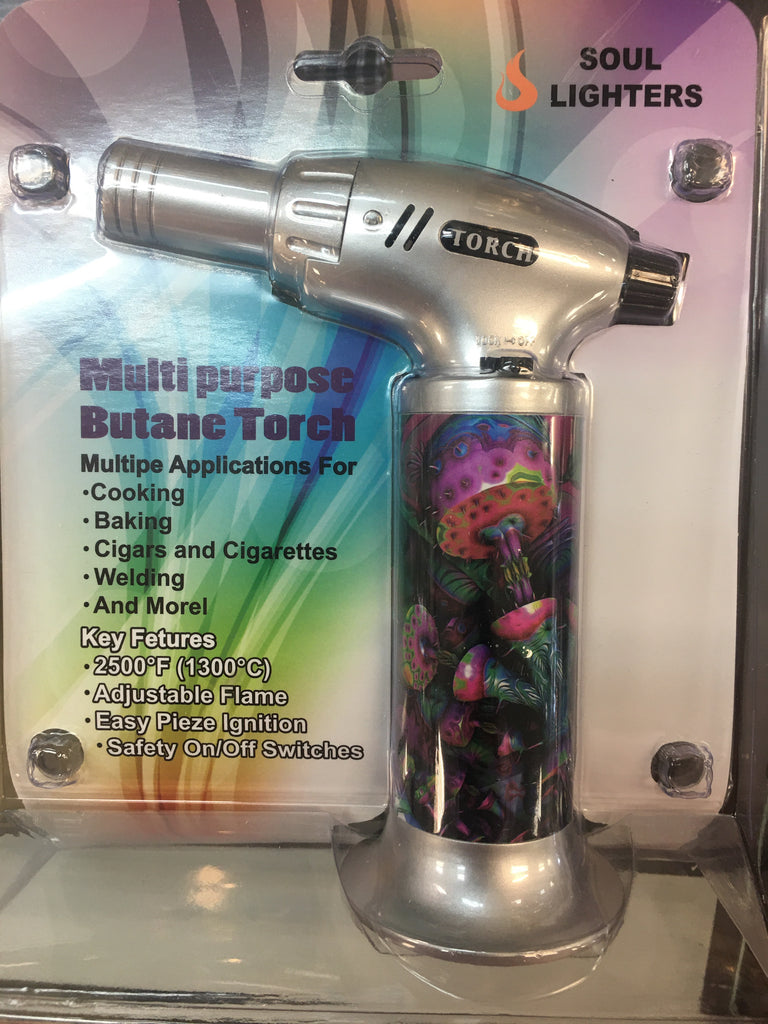 SOUL
LIGHTERS
TORCH
Multi purpose
Butane Torch
Multipe Applications For
·Cooking
·Baking
·Cigars and Cigarettes
·Welding
·And More!
Key Fetures
·2500°F (1300°C)
·Adjustable Flame
·Easy Pieze Ignition
·Safety On/Off Switches